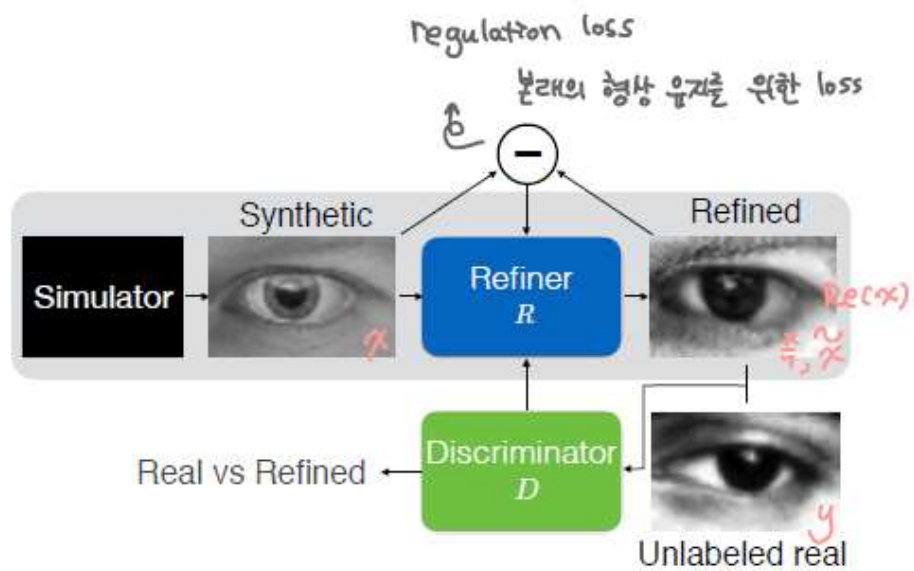 regulation loss
본래의 형상 유지를 위한 loss
−
Synthetic
Refined
Simulator
Refiner
R
Re(x)
x
즉, x̃
Discriminator
D
Real vs Refined
y
Unlabeled real